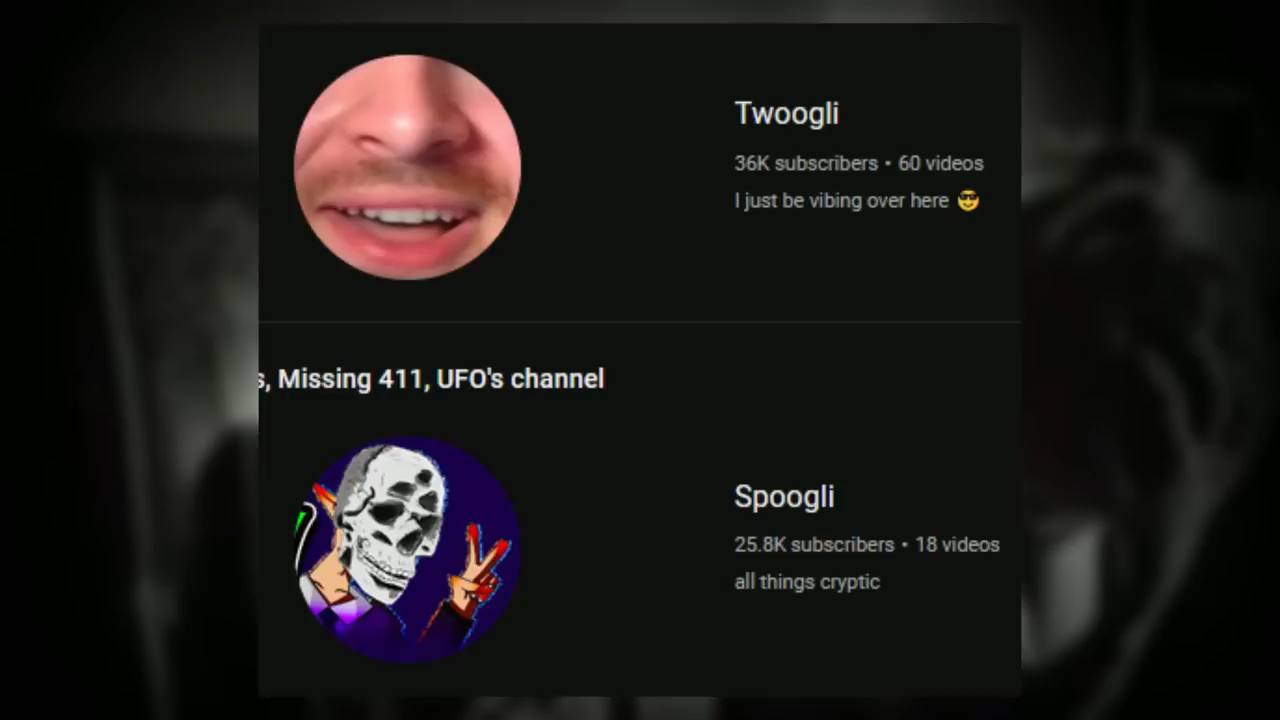 Twoogli
36K subscribers • 60 videos
I just be vibing over here 😎
, Missing 411, UFO's channel
Spoogli
25.8K subscribers • 18 videos
all things cryptic